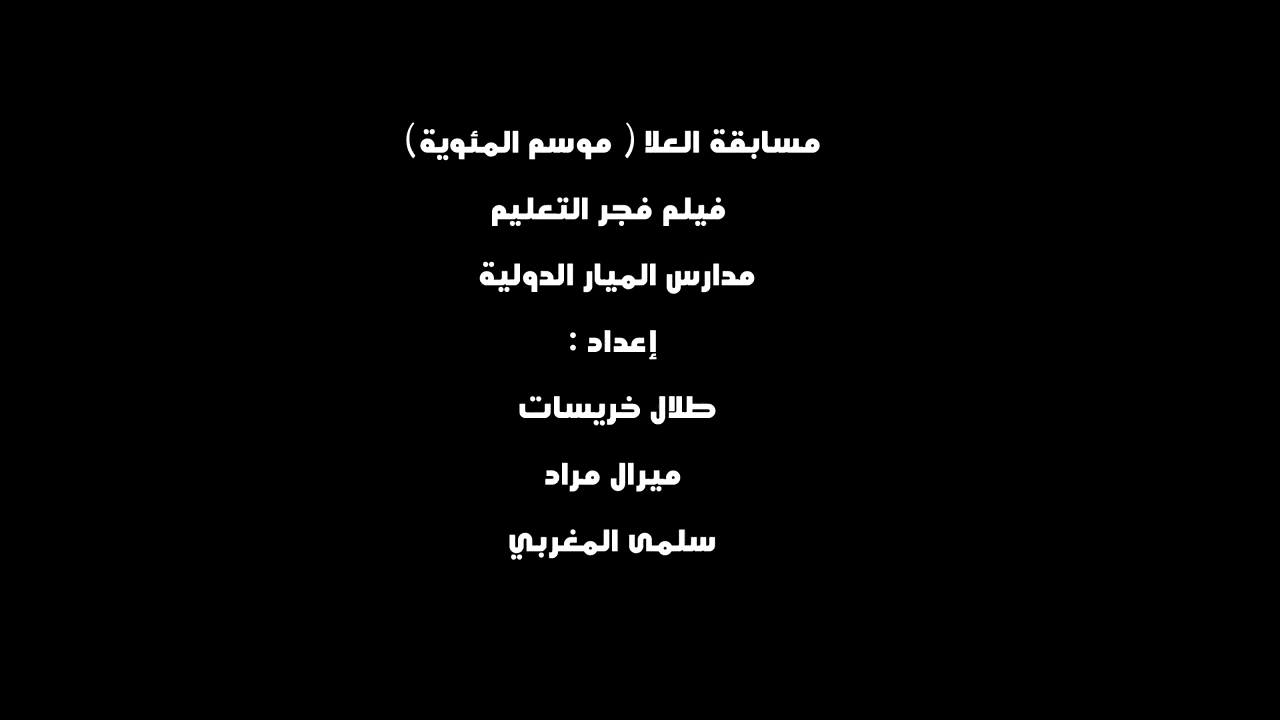 مسابقة العلا ( موسم المئوية)
فيلم فجر التعليم
مدارس الميار الدولية
إعداد :
طلال خريسات
ميرال مراد
سلمى المغربي